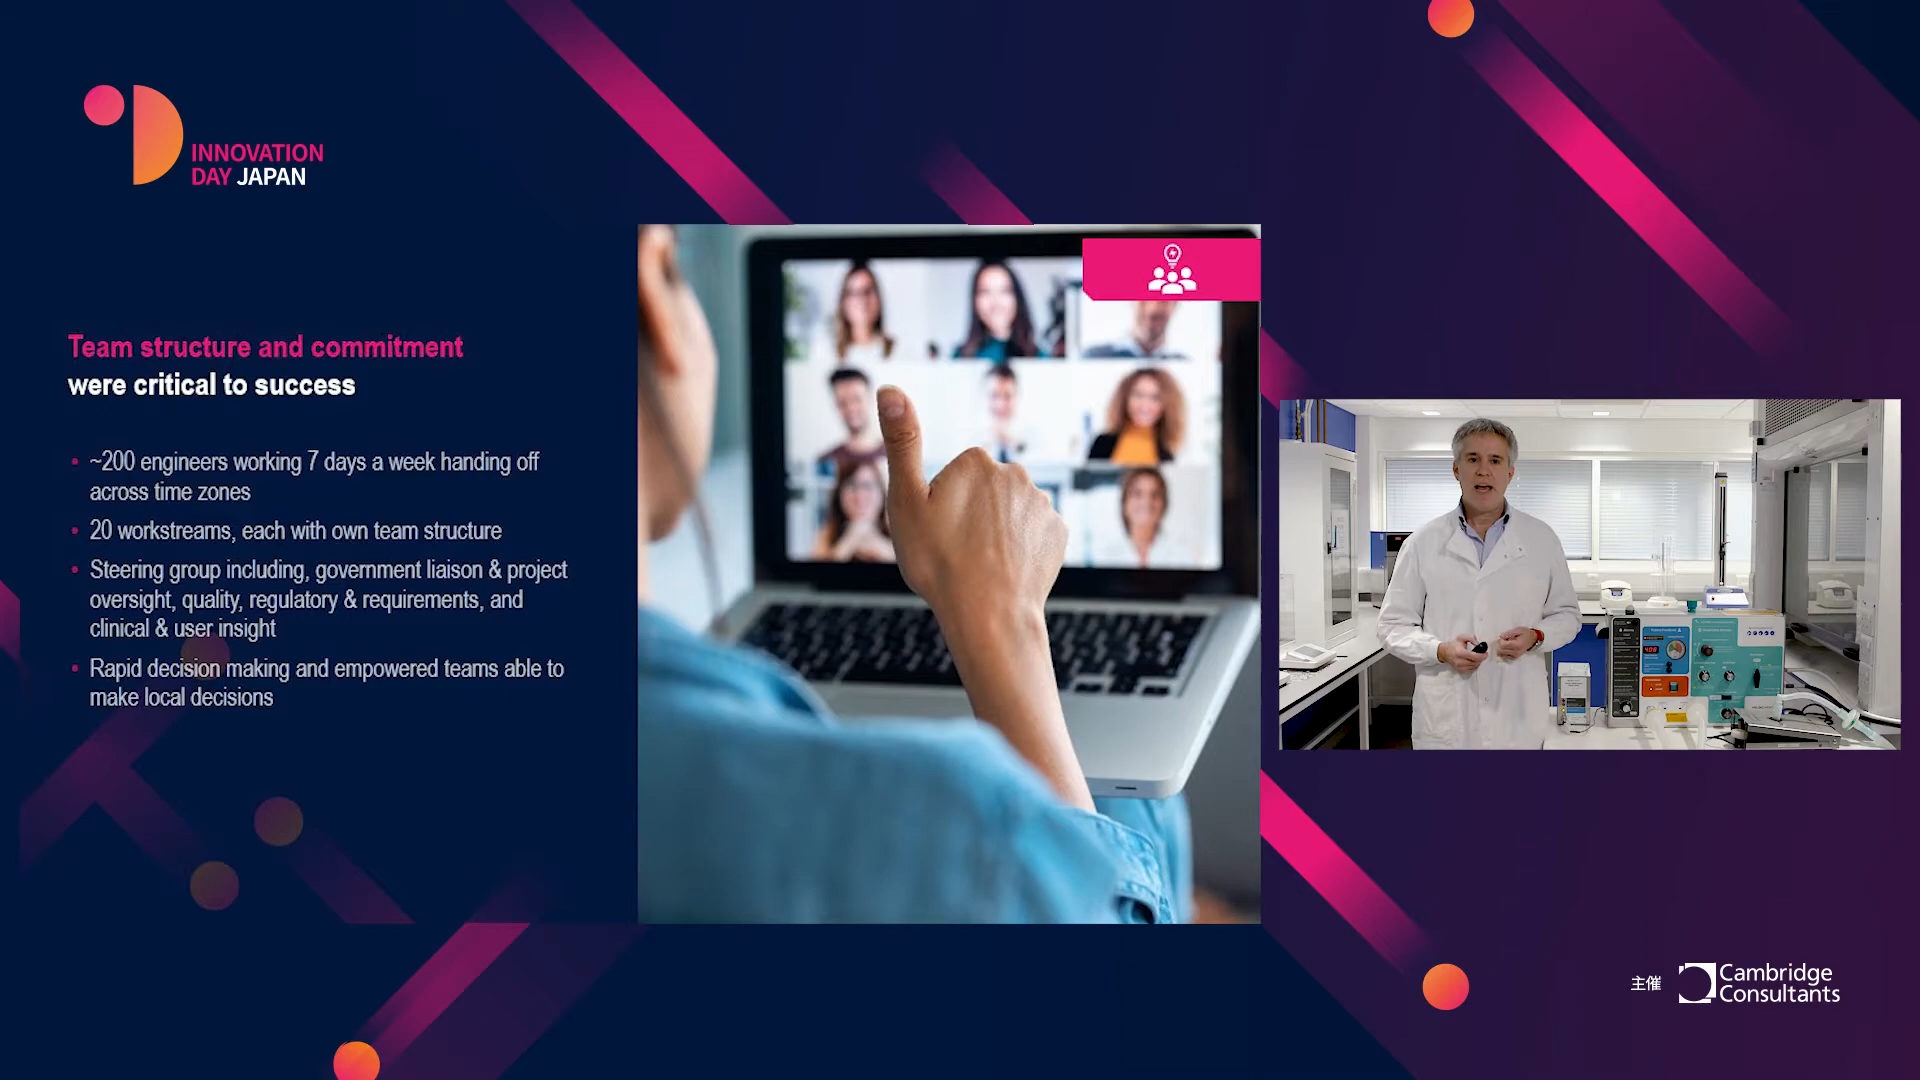 INNOVATION
DAY JAPAN
Team structure and commitment
were critical to success
• ~200 engineers working 7 days a week handing off
across time zones
• 20 workstreams, each with own team structure
• Steering group including, government liaison & project
oversight, quality, regulatory & requirements, and
clinical & user insight
• Rapid decision making and empowered teams able to
make local decisions
主催
Cambridge
Consultants